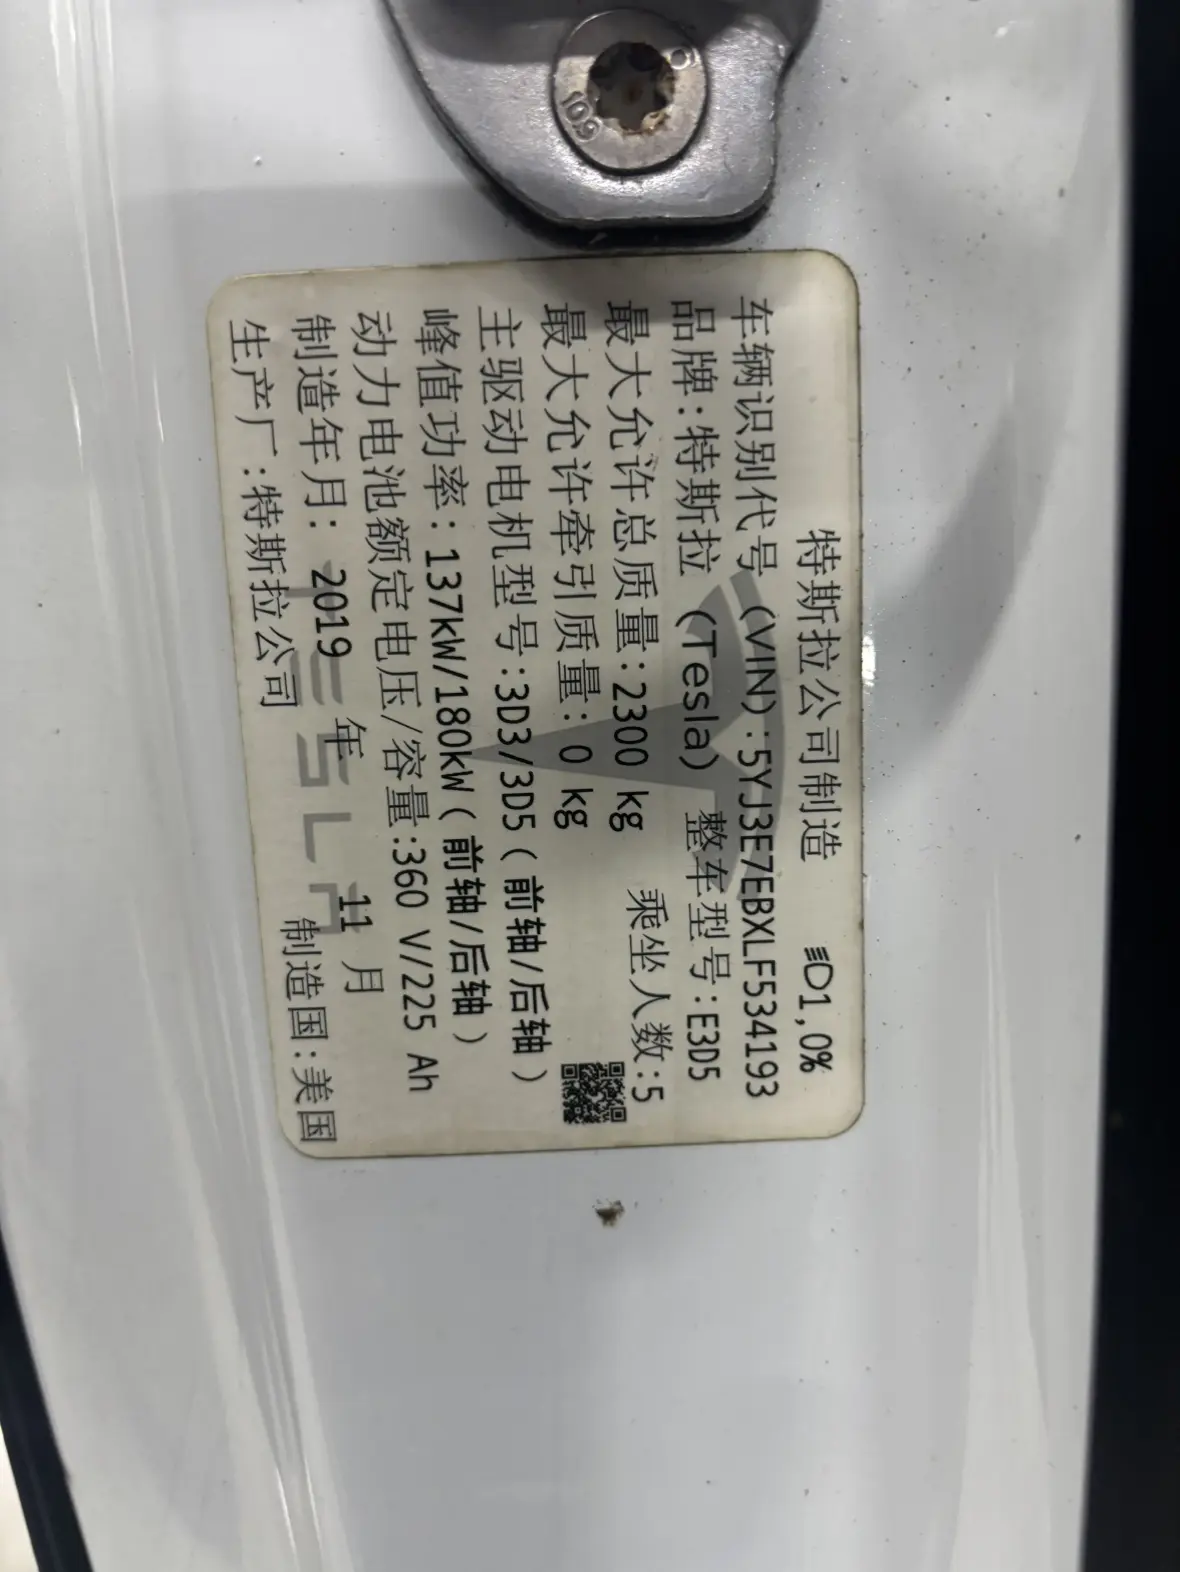 109
特斯拉公司制造 1,0%
车辆识别代号（VIN）:5YJ3E7EBXLF534193
品牌:特斯拉（Tesla） 整车型号:E3D5
最大允许总质量:2300 kg 乘坐人数:5
最大允许牵引质量: 0 kg
主驱动电机型号:3D3/3D5（前轴/后轴）
峰值功率: 137kW/180kW（前轴/后轴）
动力电池额定电压/容量:360 V/225 Ah
制造年月: 2019 年 11 月
生产厂:特斯拉公司 制造国:美国
TESLA